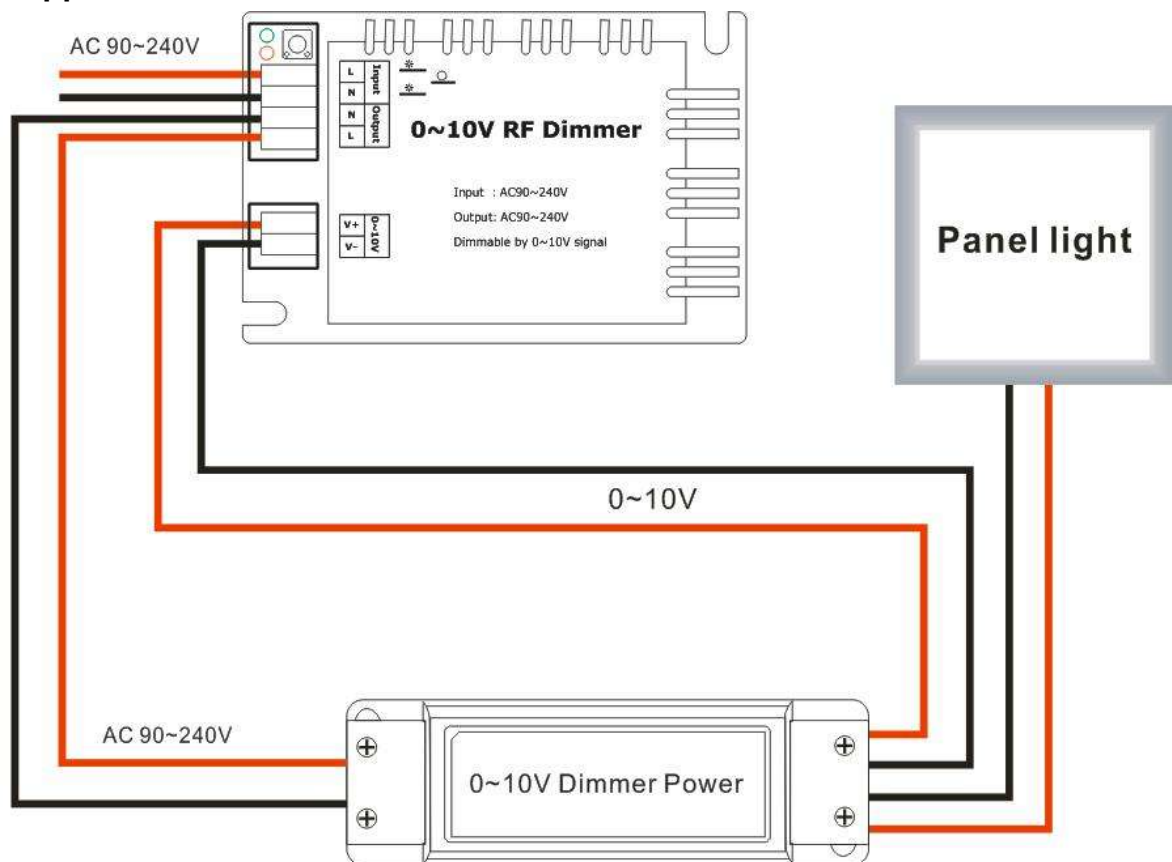 AC 90~240V
L
N
N
L
Input
Output
0~10V RF Dimmer
Input : AC90~240V
Output: AC90~240V
Dimmable by 0~10V signal
V+
V-
0~10V
Panel light
0~10V
AC 90~240V
0~10V Dimmer Power